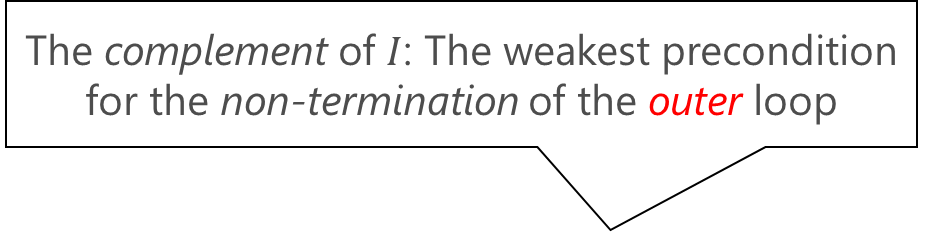 The complement of I: The weakest precondition
for the non-termination of the outer loop